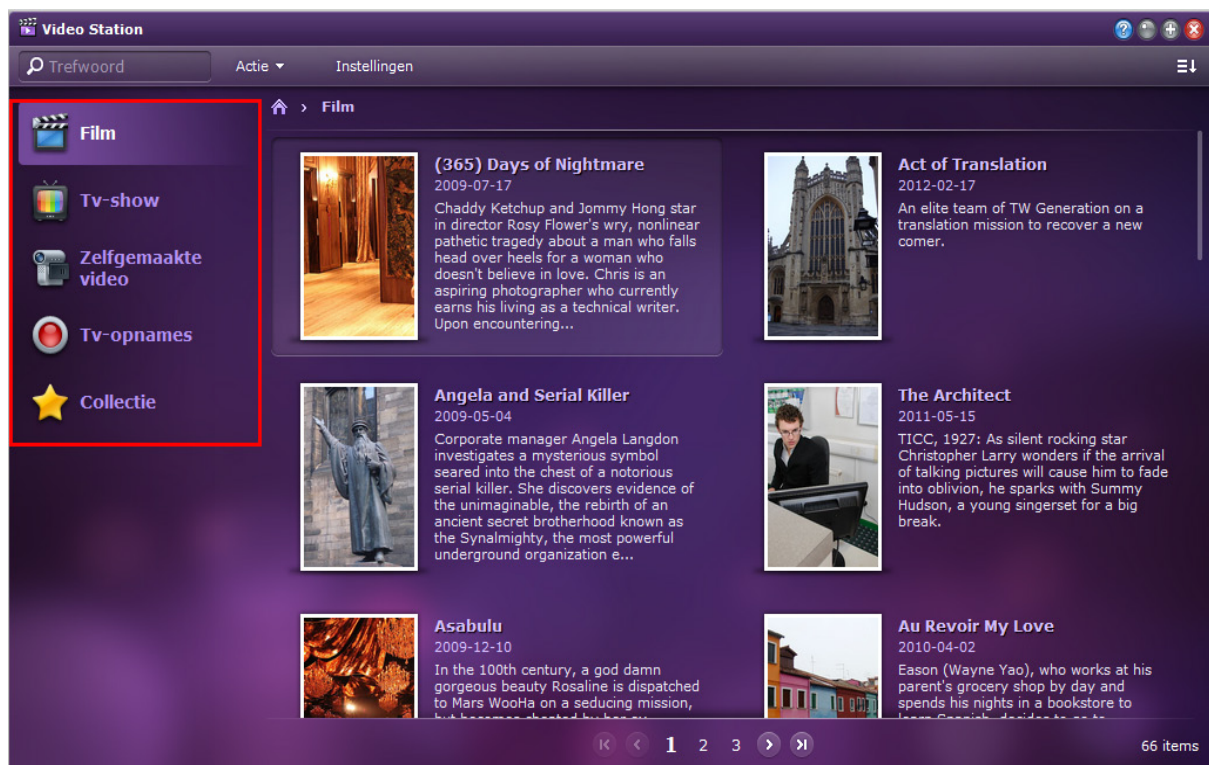 Video Station
Trefwoord
Actie
Instellingen
Film
Tv-show
Zelfgemaakte
video
Tv-opnames
Collectie
> Film
(365) Days of Nightmare
2009-07-17
Chaddy Ketchup and Jommy Hong star
in director Rosy Flower's wry, nonlinear
pathetic tragedy about a man who falls
head over heels for a woman who
doesn't believe in love. Chris is an
aspiring photographer who currently
earns his living as a technical writer.
Upon encountering...
Act of Translation
2012-02-17
An elite team of TW Generation on a
translation mission to recover a new
comer.
Angela and Serial Killer
2009-05-04
Corporate manager Angela Langdon
investigates a mysterious symbol
seared into the chest of a notorious
serial killer. She discovers evidence of
the unimaginable, the rebirth of an
ancient secret brotherhood known as
the Synalmighty, the most powerful
underground organization e...
The Architect
2011-05-15
TICC, 1927: As silent rocking star
Christopher Larry wonders if the arrival
of talking pictures will cause him to fade
into oblivion, he sparks with Summy
Hudson, a young singerset for a big
break.
Asabulu
2009-12-10
In the 100th century, a god damn
gorgeous beauty Rosaline is dispatched
to Mars WooHa on a seducing mission,
Au Revoir My Love
2010-04-02
Eason (Wayne Yao), who works at his
parent's grocery shop by day and
spends his nights in a bookstore to
1 2 3
66 items